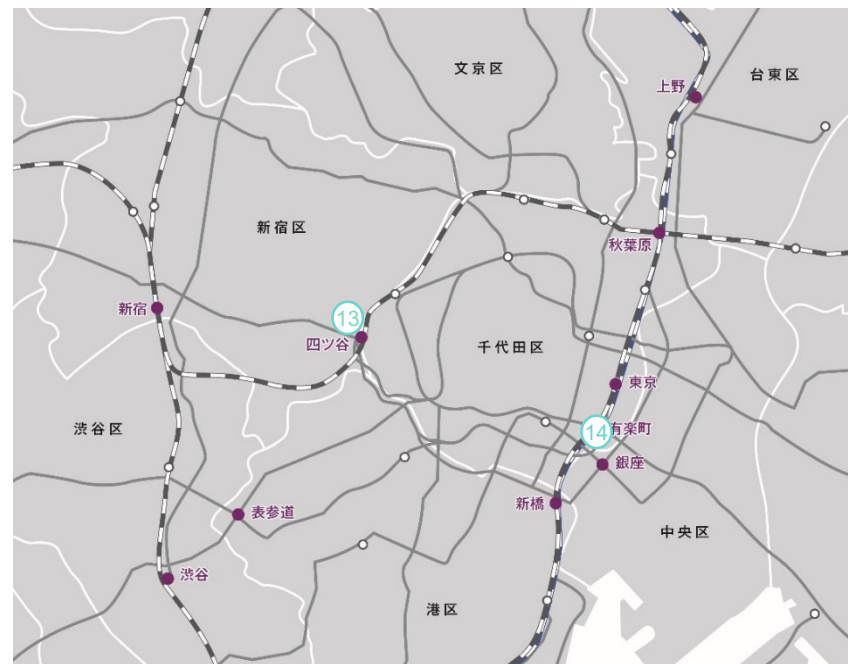 文京区
台東区
上野
新宿区
秋葉原
新宿
13
四ツ谷
千代田区
東京
渋谷区
14
有楽町
銀座
表参道
新橋
中央区
渋谷
港区